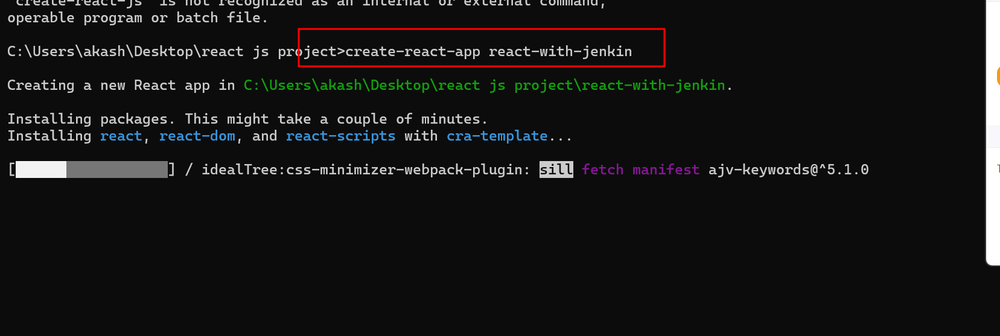 'create-react-js' is not recognized as an internal or external command,
operable program or batch file.
C:\Users\akash\Desktop\react js project>create-react-app react-with-jenkin
Creating a new React app in C:\Users\akash\Desktop\react js project\react-with-jenkin.
Installing packages. This might take a couple of minutes.
Installing react, react-dom, and react-scripts with cra-template...
[] / idealTree:css-minimizer-webpack-plugin: sill fetch manifest ajv-keywords@^5.1.0